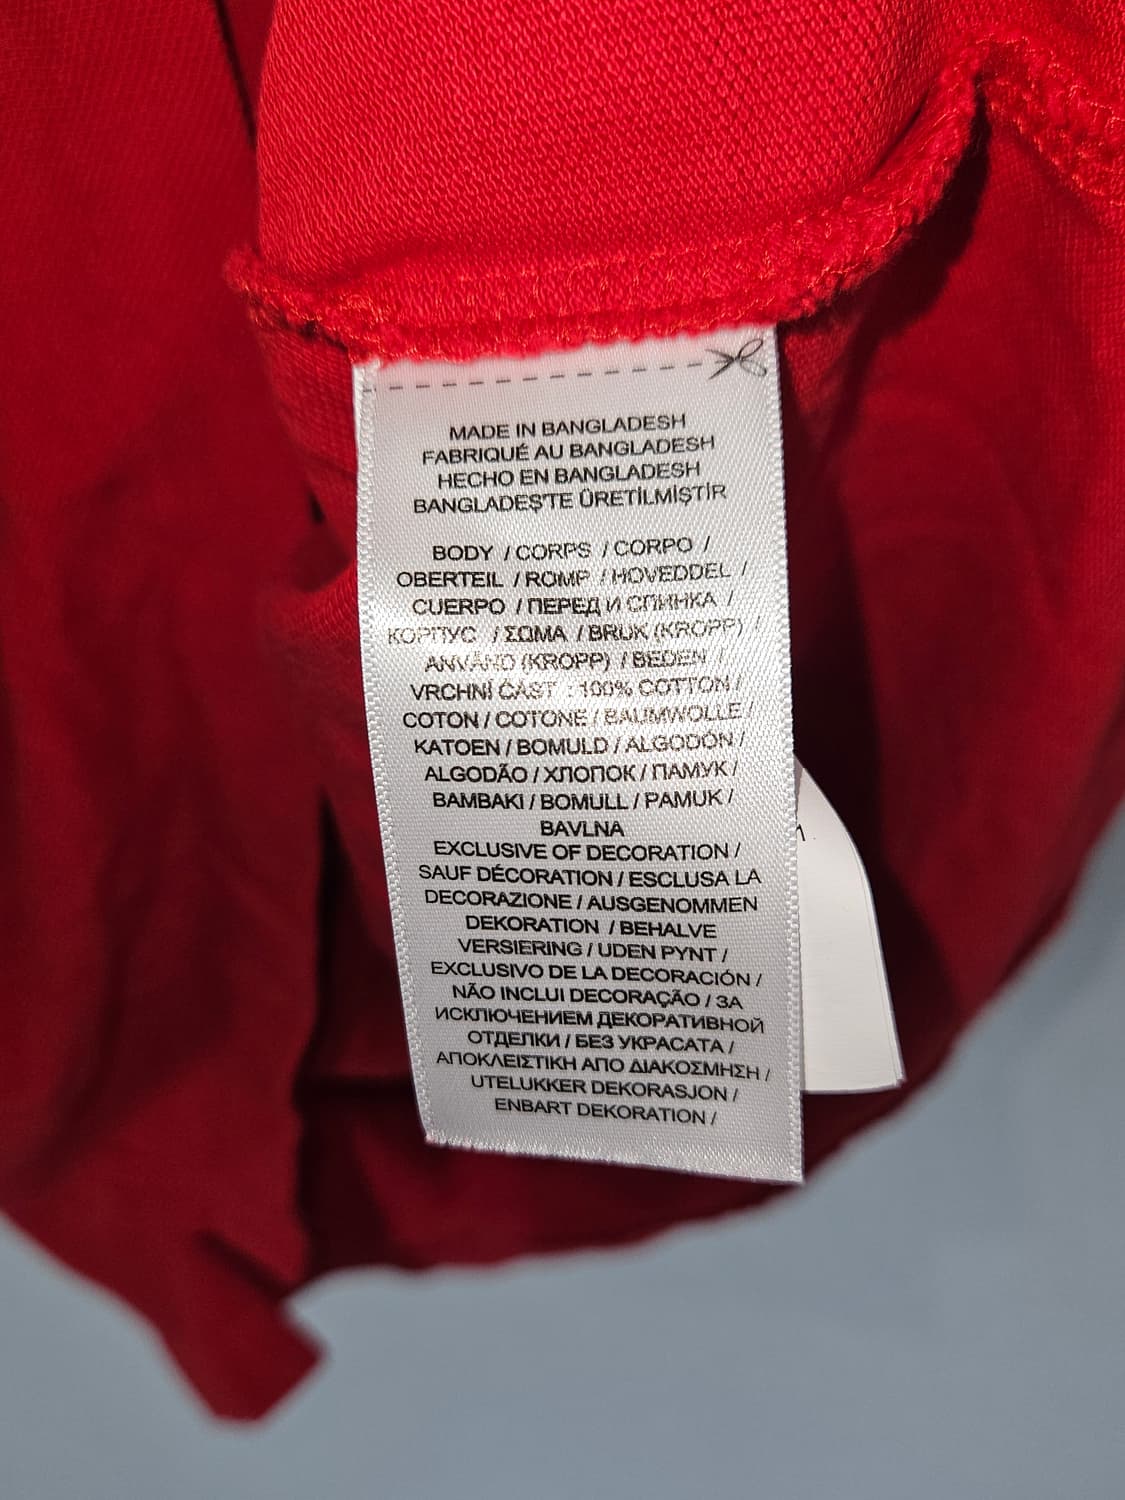 MADE IN BANGLADESH
FABRIQUÉ AU BANGLADESH
HECHO EN BANGLADESH
BANGLADEŞ'TE ÜRETİLMİŞTİR
BODY / CORPS / CORPO /
OBERTEIL / ROMP / HOVEDDEL /
CUERPO / ПЕРЕД И СПИНКА /
КОРПУС / ΣΩΜΑ / BRUK (KROPP) /
ANVÄND (KROPP) / BEDEN /
VRCHNÍ ČÁST : 100% COTTON /
COTON / COTONE / BAUMWOLLE /
KATOEN / BOMULD / ALGODÓN /
ALGODÃO / ХЛОПОК / ПАМУК /
BAMBAKI / BOMULL / PAMUK /
BAVLNA
EXCLUSIVE OF DECORATION /
SAUF DÉCORATION / ESCLUSA LA
DECORAZIONE / AUSGENOMMEN
DEKORATION / BEHALVE
VERSIERING / UDEN PYNT /
EXCLUSIVO DE LA DECORACIÓN /
NÃO INCLUI DECORAÇÃO / ЗА
ИСКЛЮЧЕНИЕМ ДЕКОРАТИВНОЙ
ОТДЕЛКИ / БЕЗ УКРАСАТА /
ΑΠΟΚΛΕΙΣΤΙΚΗ ΑΠΟ ΔΙΑΚΟΣΜΗΣΗ /
UTELUKKER DEKORASJON /
ENBART DEKORATION /